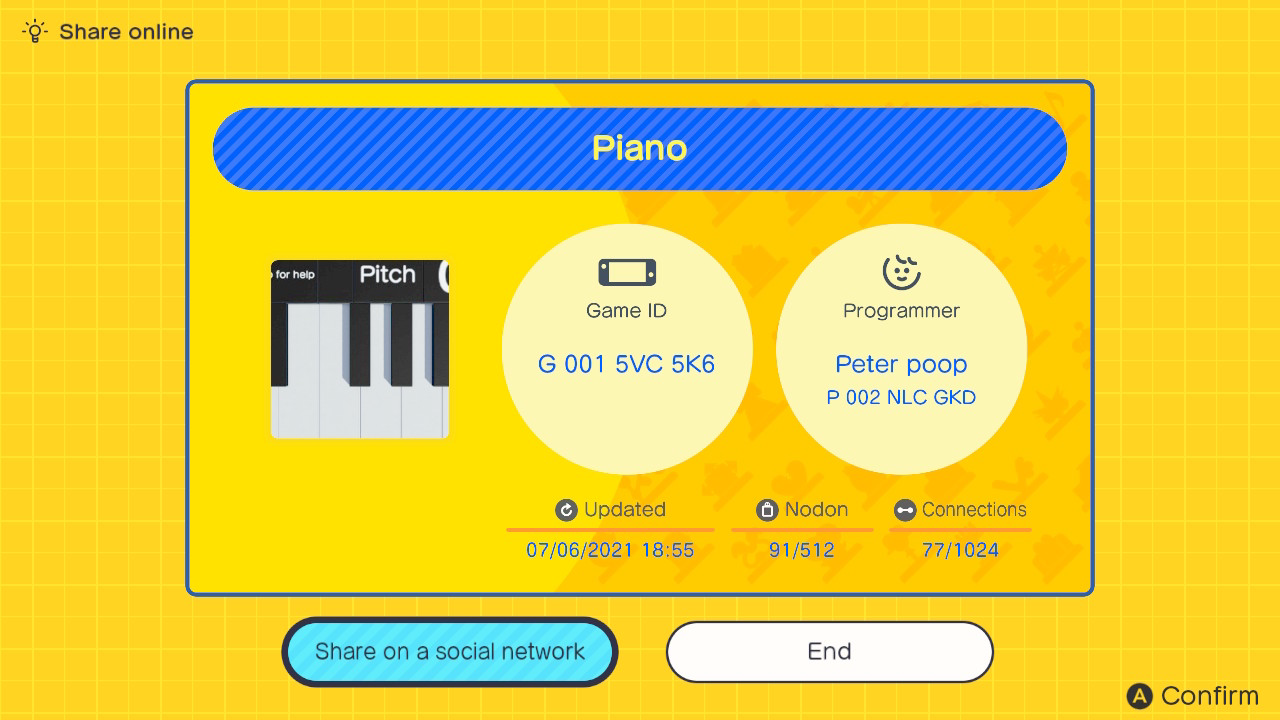 Share online
Piano
for help
Pitch
Game ID
G 001 5VC 5K6
Programmer
Peter poop
P 002 NLC GKD
Updated
07/06/2021 18:55
Nodon
91/512
Connections
77/1024
Share on a social network
End
A Confirm